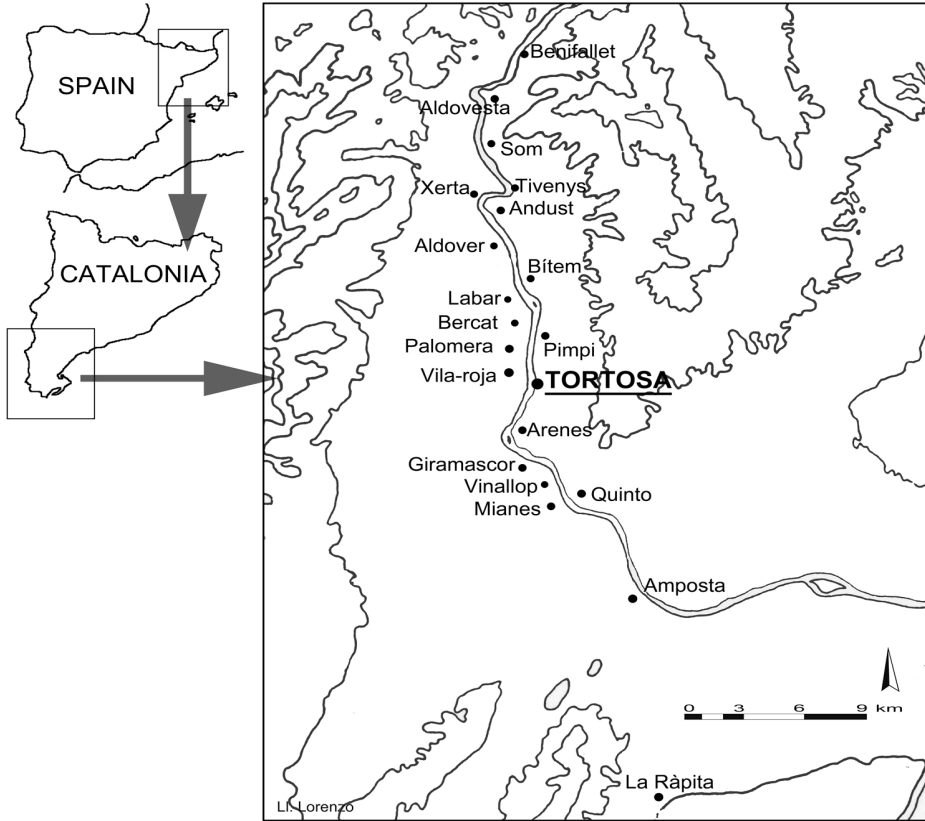 SPAIN
CATALONIA
Benifallet
Aldovesta
Som
Xerta
Tivenys
Andust
Aldover
Bítem
Labar
Bercat
Palomera
Pimpi
Vila-roja
TORTOSA
Arenes
Giramascor
Vinallop
Quinto
Mianes
Amposta
0 3 6 9 km
La Ràpita
Ll. Lorenzo